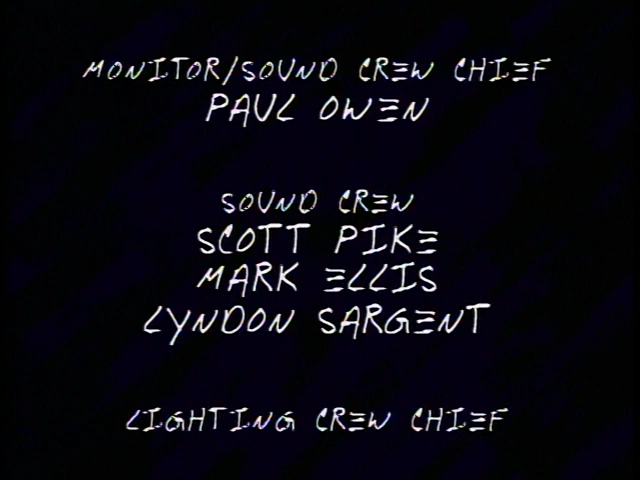 MONITOR/SOUND CREW CHIEF
PAUL OWEN
SOUND CREW
SCOTT PIKE
MARK ELLIS
LYNDON SARGENT
LIGHTING CREW CHIEF